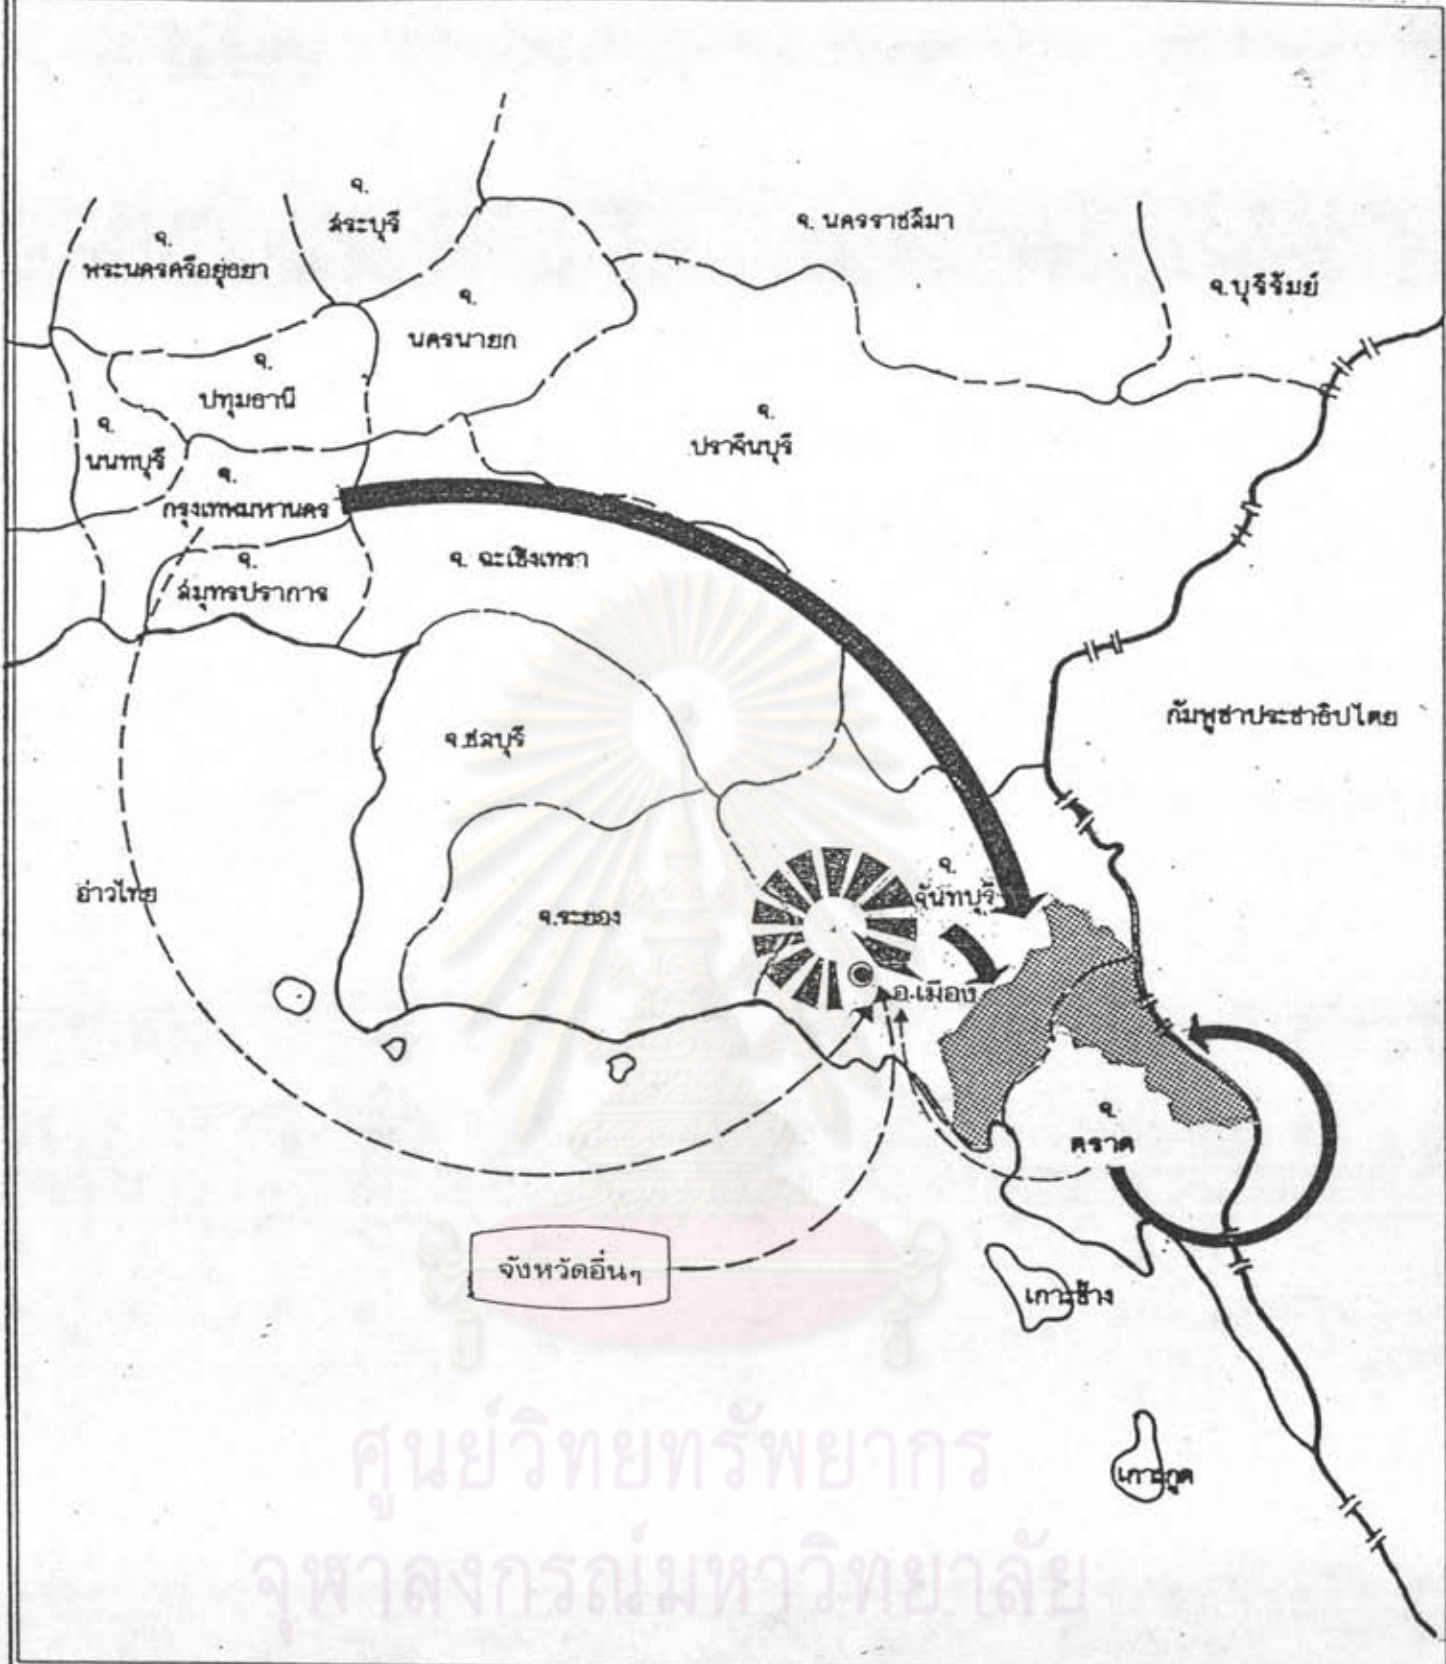 จ.
สระบุรี
จ.
พระนครศรีอยุธยา
จ. นครราชสีมา
จ.บุรีรัมย์
จ.
นครนายก
จ.
ปทุมธานี
จ.
ปราจีนบุรี
จ.
นนทบุรี
จ.
กรุงเทพมหานคร
จ. ฉะเชิงเทรา
จ.
สมุทรปราการ
จ.ชลบุรี
กัมพูชาประชาธิปไตย
อ่าวไทย
จ.ระยอง
จ.
จันทบุรี
อ.เมือง
จ.
ตราด
จังหวัดอื่นๆ
เกาะช้าง
เกาะกูด
ศูนย์วิทยทรัพยากร
จุฬาลงกรณ์มหาวิทยาลัย